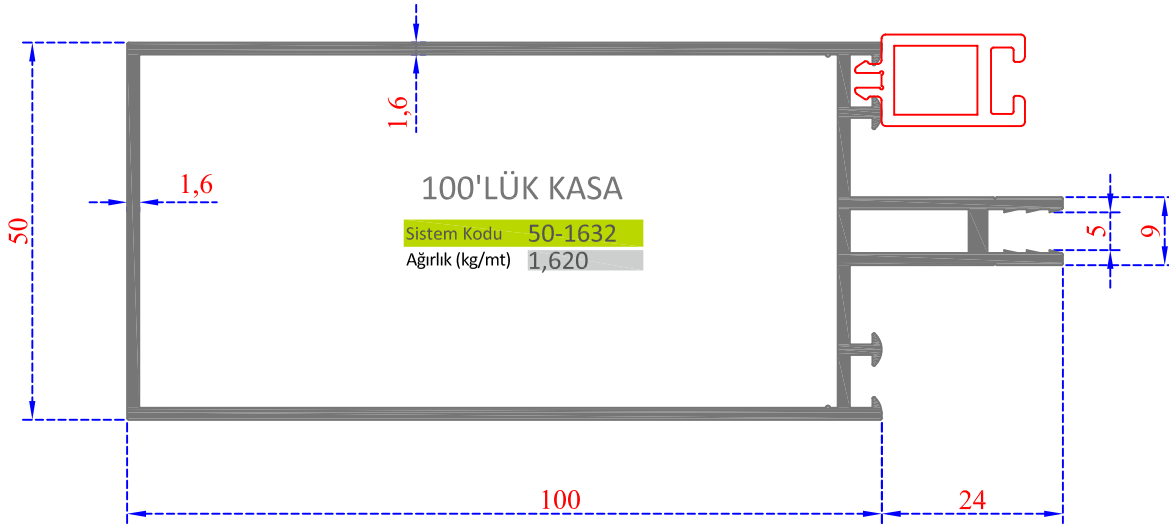 1,6
1,6
50
100'LÜK KASA
Sistem Kodu 50-1632
Ağırlık (kg/mt) 1,620
5
9
100
24